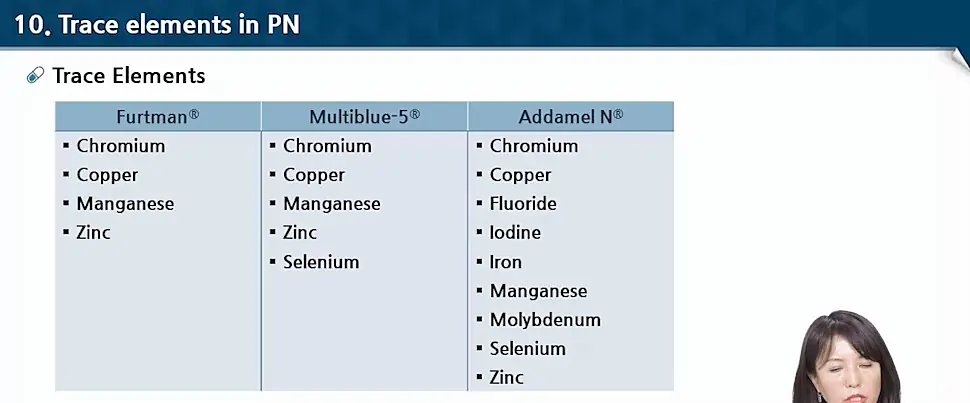 10. Trace elements in PN
Trace Elements
Furtman®
▪ Chromium
▪ Copper
▪ Manganese
▪ Zinc
Multiblue-5®
▪ Chromium
▪ Copper
▪ Manganese
▪ Zinc
▪ Selenium
Addamel N®
▪ Chromium
▪ Copper
▪ Fluoride
▪ Iodine
▪ Iron
▪ Manganese
▪ Molybdenum
▪ Selenium
▪ Zinc